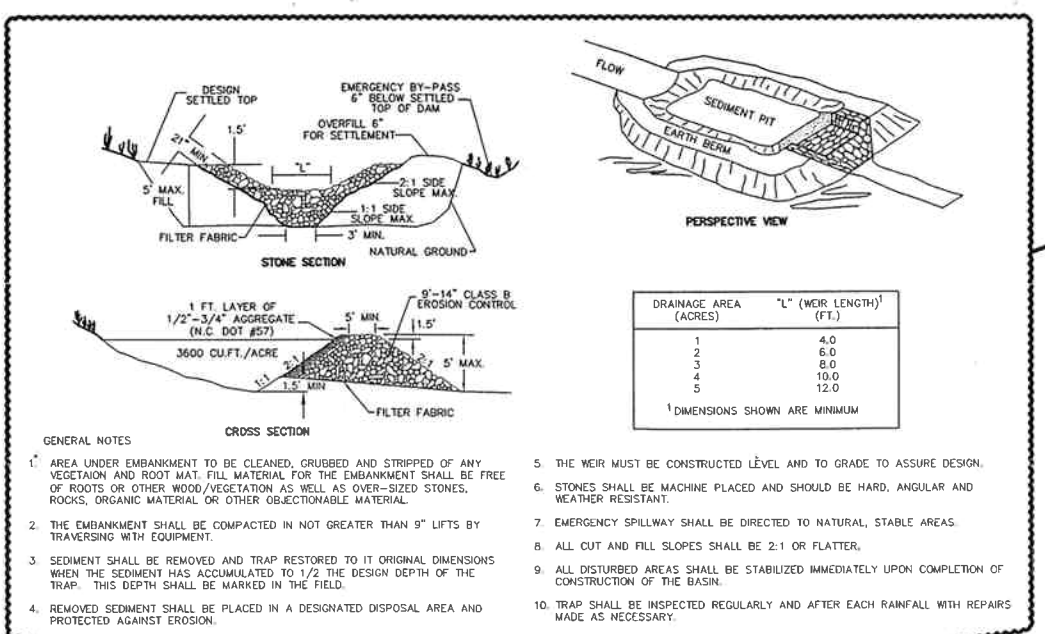 DESIGN
SETTLED TOP
1.5'
21" MIN.
"L"
EMERGENCY BY-PASS
6" BELOW SETTLED
TOP OF DAM
OVERFILL 6"
FOR SETTLEMENT
5' MAX.
FILL
2:1 SIDE
SLOPE MAX.
1:1 SIDE
SLOPE MAX.
FILTER FABRIC
3' MIN.
NATURAL GROUND
STONE SECTION
FLOW
SEDIMENT PIT
EARTH BERM
PERSPECTIVE VIEW
1 FT. LAYER OF
1/2"-3/4" AGGREGATE
(N.C. DOT #57)
3600 CU.FT./ACRE
5' MIN.
9'-14" CLASS B
EROSION CONTROL
1.5'
2:1
2:1
5' MAX.
1:1
1.5' MIN
FILTER FABRIC
CROSS SECTION
DRAINAGE AREA "L" (WEIR LENGTH)¹
(ACRES) (FT.)
1 4.0
2 6.0
3 8.0
4 10.0
5 12.0
¹ DIMENSIONS SHOWN ARE MINIMUM
GENERAL NOTES
1. AREA UNDER EMBANKMENT TO BE CLEANED, GRUBBED AND STRIPPED OF ANY
VEGETAION AND ROOT MAT. FILL MATERIAL FOR THE EMBANKMENT SHALL BE FREE
OF ROOTS OR OTHER WOOD/VEGETATION AS WELL AS OVER-SIZED STONES,
ROCKS, ORGANIC MATERIAL OR OTHER OBJECTIONABLE MATERIAL.
2. THE EMBANKMENT SHALL BE COMPACTED IN NOT GREATER THAN 9" LIFTS BY
TRAVERSING WITH EQUIPMENT.
3. SEDIMENT SHALL BE REMOVED AND TRAP RESTORED TO IT ORIGINAL DIMENSIONS
WHEN THE SEDIMENT HAS ACCUMULATED TO 1/2 THE DESIGN DEPTH OF THE
TRAP. THIS DEPTH SHALL BE MARKED IN THE FIELD.
4. REMOVED SEDIMENT SHALL BE PLACED IN A DESIGNATED DISPOSAL AREA AND
PROTECTED AGAINST EROSION.
5. THE WEIR MUST BE CONSTRUCTED LEVEL AND TO GRADE TO ASSURE DESIGN.
6. STONES SHALL BE MACHINE PLACED AND SHOULD BE HARD, ANGULAR AND
WEATHER RESISTANT.
7. EMERGENCY SPILLWAY SHALL BE DIRECTED TO NATURAL, STABLE AREAS.
8. ALL CUT AND FILL SLOPES SHALL BE 2:1 OR FLATTER.
9. ALL DISTURBED AREAS SHALL BE STABILIZED IMMEDIATELY UPON COMPLETION OF
CONSTRUCTION OF THE BASIN.
10. TRAP SHALL BE INSPECTED REGULARLY AND AFTER EACH RAINFALL WITH REPAIRS
MADE AS NECESSARY.